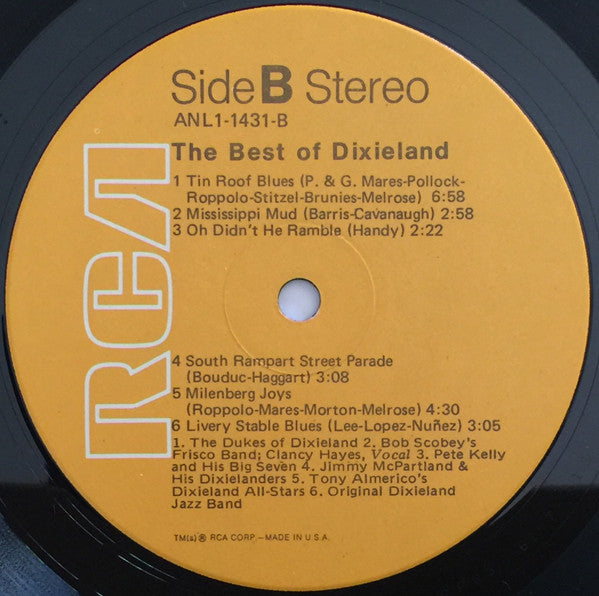 Side B Stereo
ANL1-1431-B
The Best of Dixieland
1 Tin Roof Blues (P. & G. Mares-Pollock-
Roppolo-Stitzel-Brunies-Melrose) 6:58
2 Mississippi Mud (Barris-Cavanaugh) 2:58
3 Oh Didn't He Ramble (Handy) 2:22
RCA
4 South Rampart Street Parade
(Bouduc-Haggart) 3:08
5 Milenberg Joys
(Roppolo-Mares-Morton-Melrose) 4:30
6 Livery Stable Blues (Lee-Lopez-Nuñez) 3:05
1. The Dukes of Dixieland 2. Bob Scobey's
Frisco Band; Clancy Hayes, Vocal 3. Pete Kelly
and His Big Seven 4. Jimmy McPartland &
His Dixielanders 5. Tony Almerico's
Dixieland All-Stars 6. Original Dixieland
Jazz Band
TM(s)® RCA CORP.—MADE IN U.S.A.